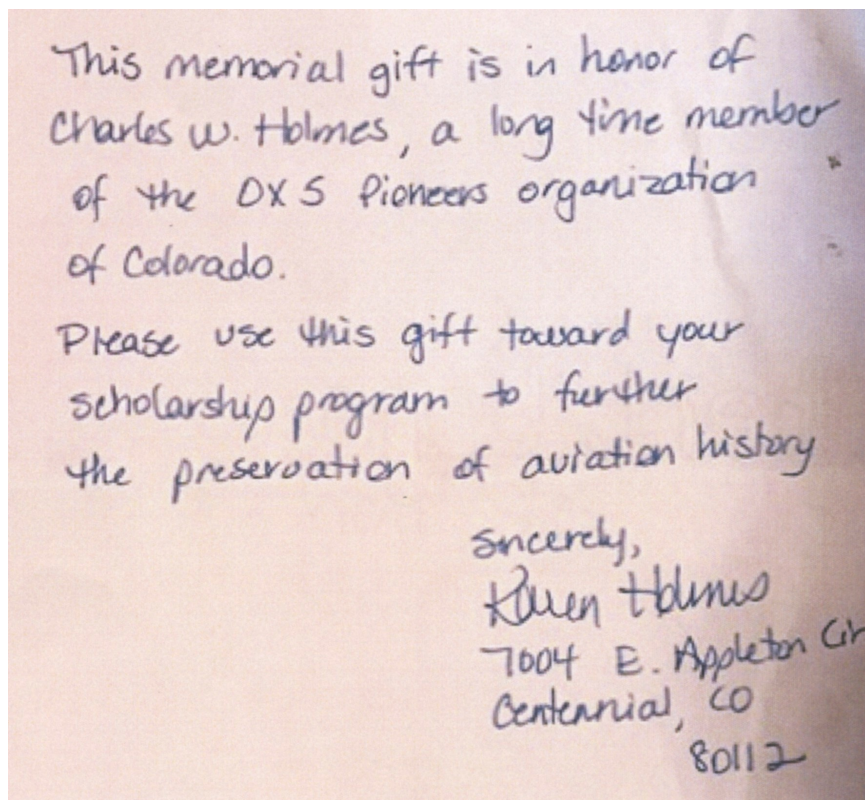 This memorial gift is in honor of
Charles W. Holmes, a long time member
of the OX5 Pioneers organization
of Colorado.
Please use this gift toward your
scholarship program to further
the preservation of aviation history
Sincerely,
Karen Holmes
7004 E. Appleton Cir
Centennial, CO
80112